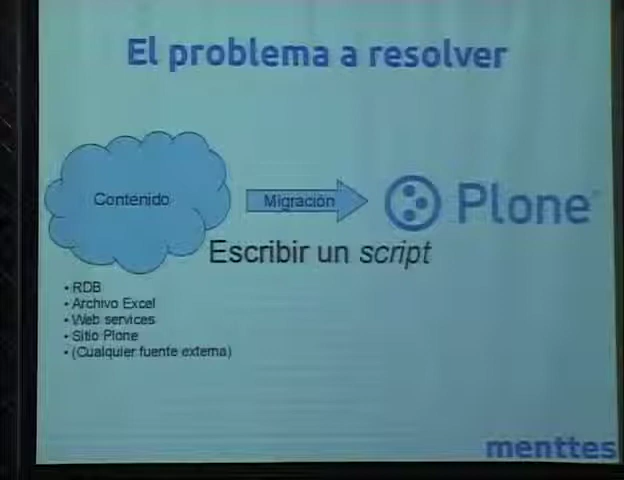 El problema a resolver
Contenido
Migración
Plone
Escribir un script
• RDB
• Archivo Excel
• Web services
• Sitio Plone
• (Cualquier fuente externa)
menttes